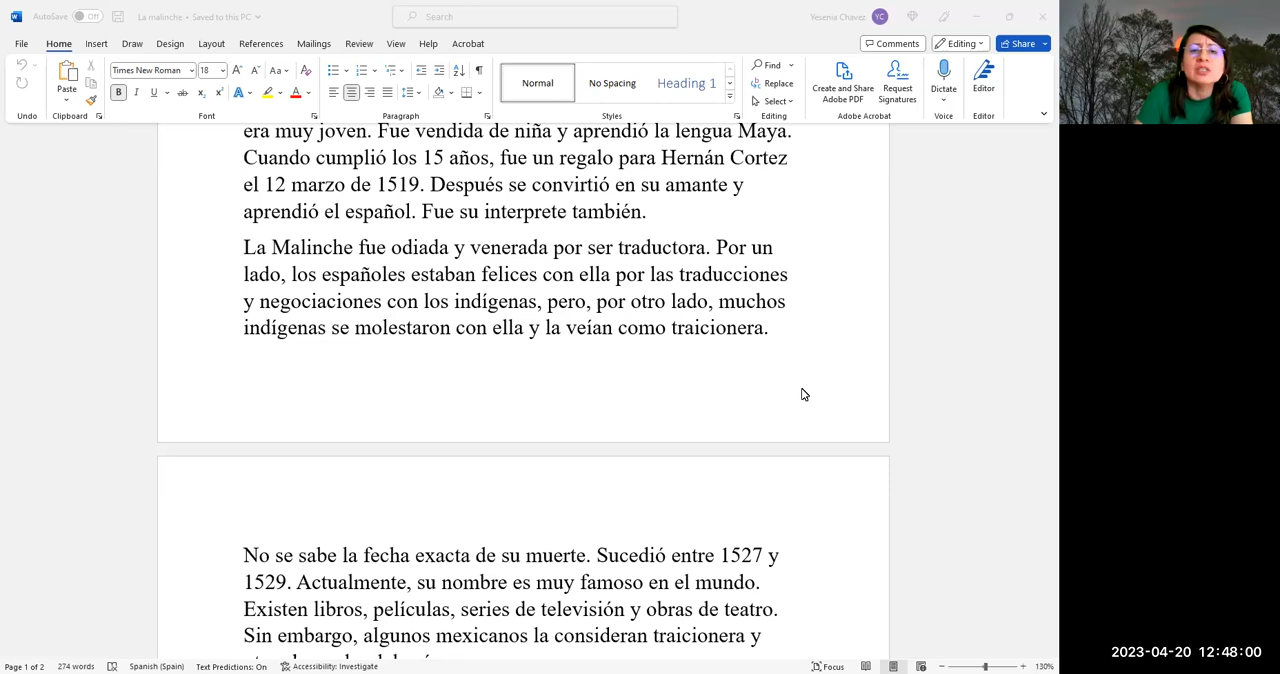 AutoSave Off La malinche • Saved to this PC Search Yesenia Chavez YC
File Home Insert Draw Design Layout References Mailings Review View Help Acrobat Comments Editing Share
Times New Roman 18 Aa Normal No Spacing Heading 1 Find
Paste Replace Create and Share Adobe PDF Request Signatures Dictate Editor
B I U ab x₂ x² A A Select
Undo Clipboard Font Paragraph Styles Editing Adobe Acrobat Voice Editor
era muy joven. Fue vendida de niña y aprendió la lengua Maya.
Cuando cumplió los 15 años, fue un regalo para Hernán Cortez
el 12 marzo de 1519. Después se convirtió en su amante y
aprendió el español. Fue su interprete también.
La Malinche fue odiada y venerada por ser traductora. Por un
lado, los españoles estaban felices con ella por las traducciones
y negociaciones con los indígenas, pero, por otro lado, muchos
indígenas se molestaron con ella y la veían como traicionera.
No se sabe la fecha exacta de su muerte. Sucedió entre 1527 y
1529. Actualmente, su nombre es muy famoso en el mundo.
Existen libros, películas, series de televisión y obras de teatro.
Sin embargo, algunos mexicanos la consideran traicionera y
2023-04-20 12:48:00
Page 1 of 2 274 words Spanish (Spain) Text Predictions: On Accessibility: Investigate Focus 130%